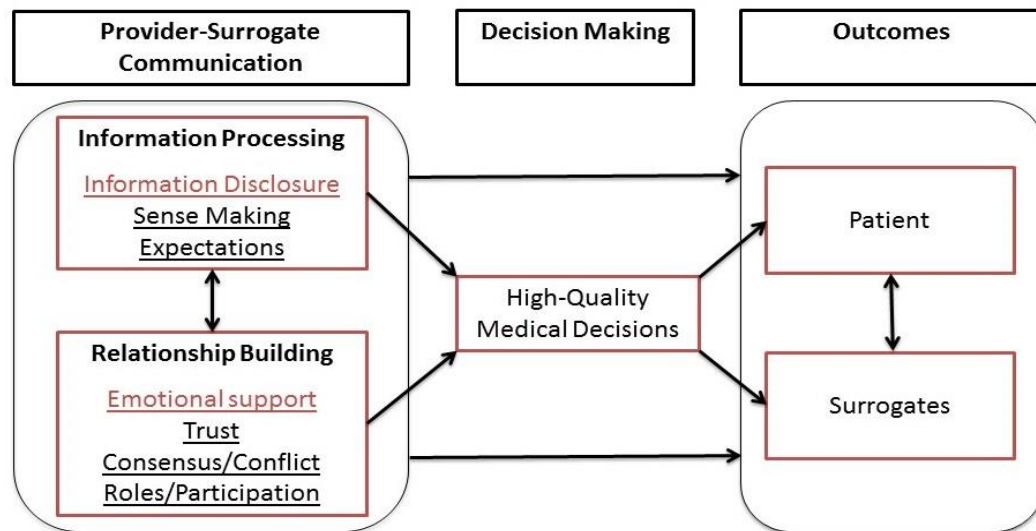 Provider-Surrogate
Communication
Decision Making
Outcomes
Information Processing
Information Disclosure
Sense Making
Expectations
Relationship Building
Emotional support
Trust
Consensus/Conflict
Roles/Participation
High-Quality
Medical Decisions
Patient
Surrogates